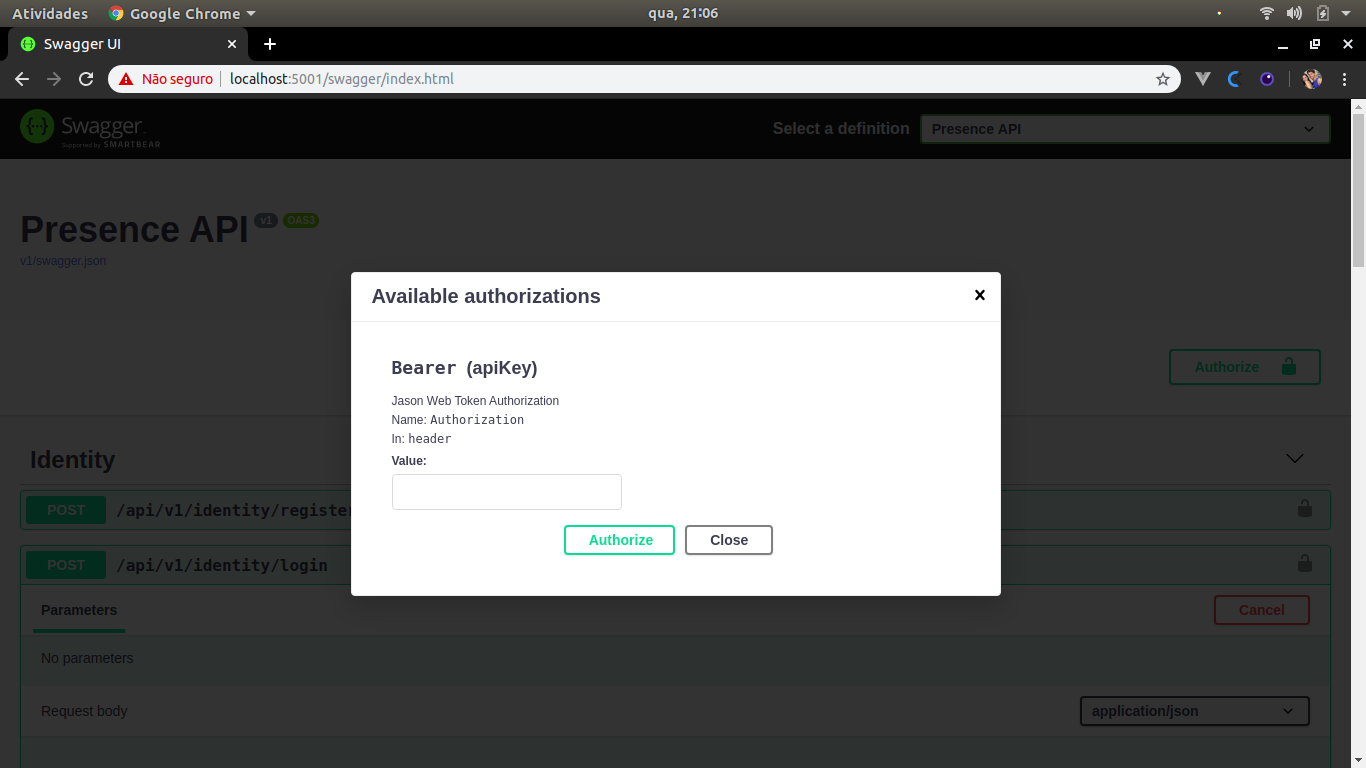 Atividades Google Chrome qua, 21:06
Swagger UI
Não seguro localhost:5001/swagger/index.html
Swagger.
Supported by SMARTBEAR
Select a definition Presence API
Presence API v1 OAS3
v1/swagger.json
Available authorizations
Bearer (apiKey)
Authorize
Jason Web Token Authorization
Name: Authorization
In: header
Value:
Identity
POST /api/v1/identity/registe
Authorize Close
POST /api/v1/identity/login
Parameters Cancel
No parameters
Request body application/json